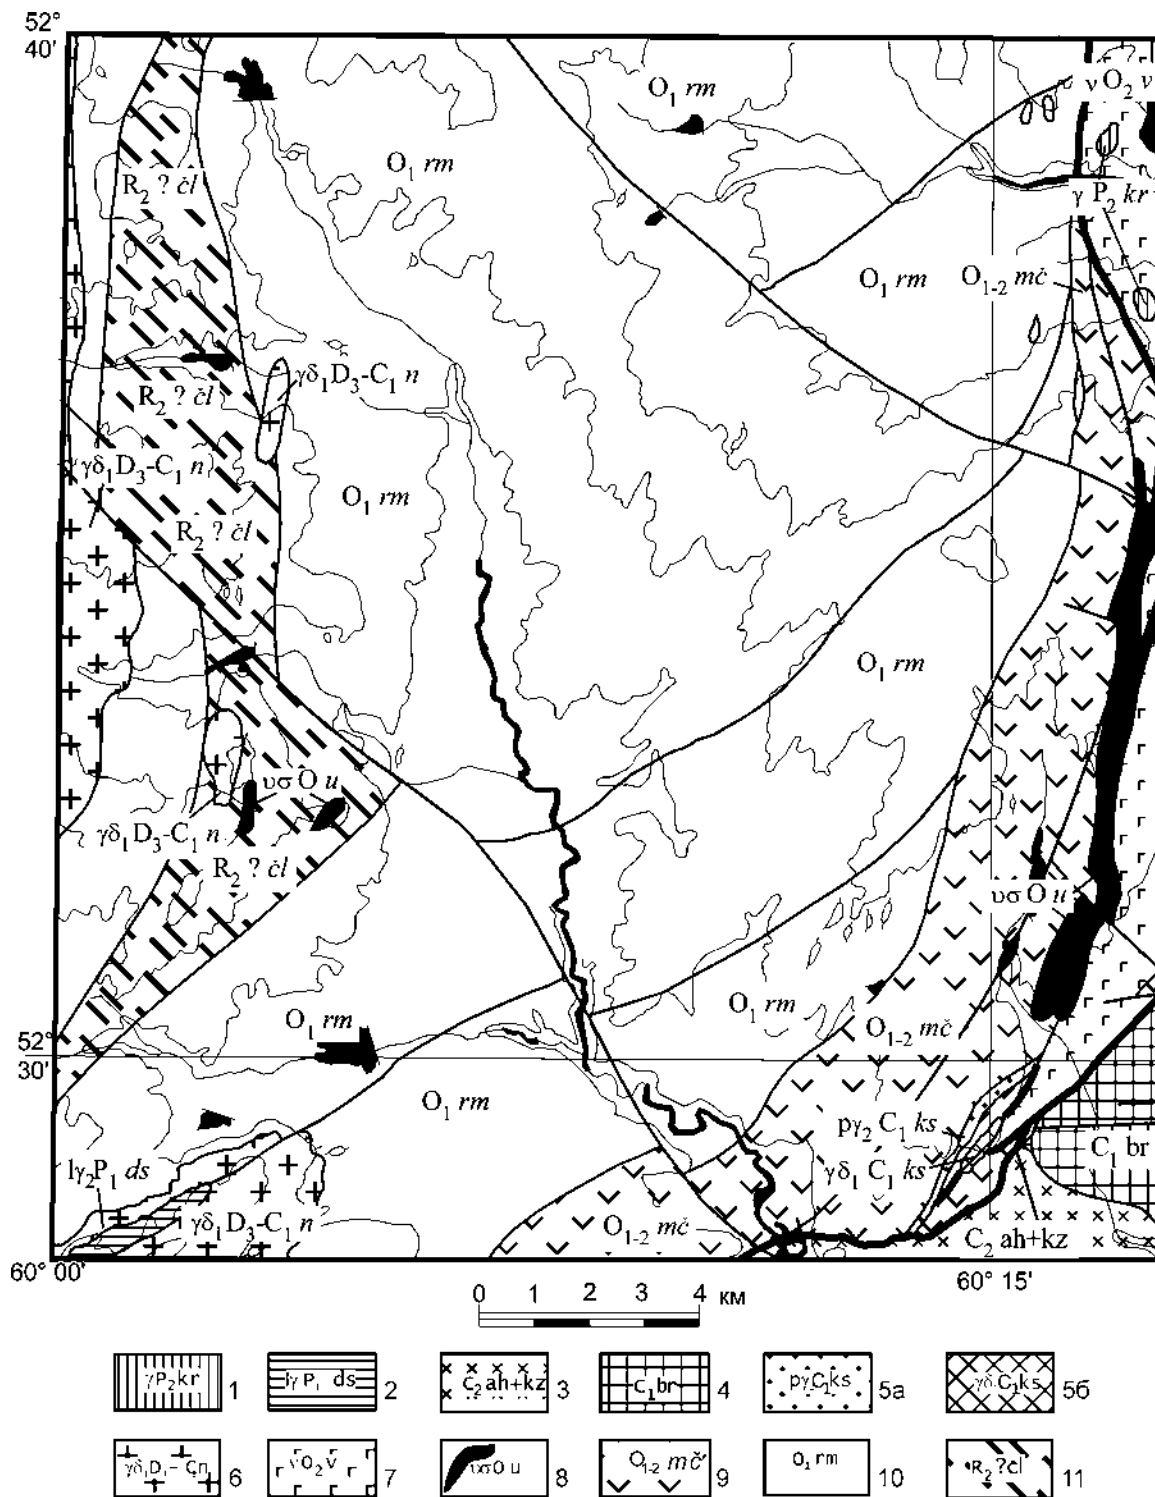 52°
40'
O₁ rm
ν O₂ v
O₁ rm
R₂ ? čl
γ P₂ kr
O₁ rm
O₁₋₂ mč
γδ₁D₃-C₁ n
R₂ ? čl
γδ₁D₃-C₁ n
O₁ rm
R₂ ? čl
O₁ rm
υσ O u
γδ₁D₃-C₁ n
R₂ ? čl
υσ O u
O₁ rm
O₁ rm
O₁₋₂ mč
52°
30'
O₁ rm
pγ₂ C₁ ks
lγ₂P₁ ds
γδ₁ C₁ ks
C₁ br
γδ₁D₃-C₁ n
O₁₋₂ mč
C₂ ah+kz
60° 00'
60° 15'
0 1 2 3 4 км
γP₂kr 1
lγ P₁ ds 2
C₂ ah+kz 3
C₁br 4
pγC₁ks 5а
γδ C₁ks 5б
γδ₁D₃-C₁n 6
νO₂v 7
υσO u 8
O₁₋₂ mč 9
O₁ rm 10
R₂ ?čl 11